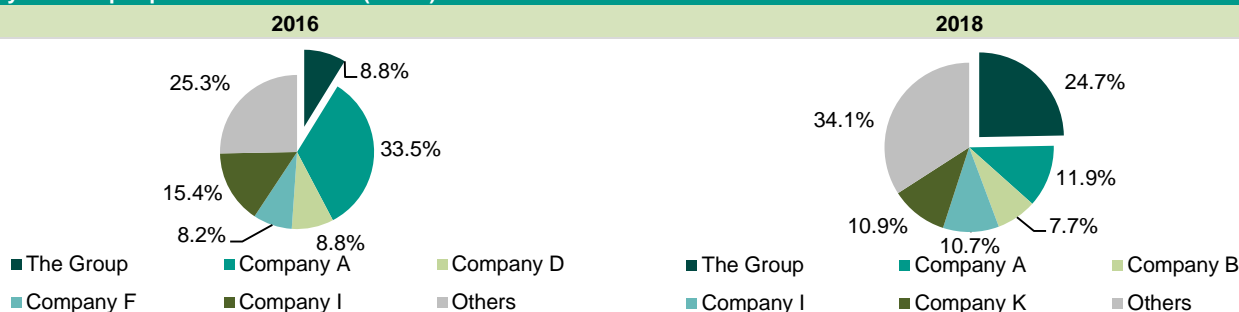 2016
8.8%
25.3%
33.5%
15.4%
8.2%
8.8%
The Group
Company A
Company D
Company F
Company I
Others
2018
24.7%
34.1%
11.9%
7.7%
10.9%
10.7%
The Group
Company A
Company B
Company I
Company K
Others